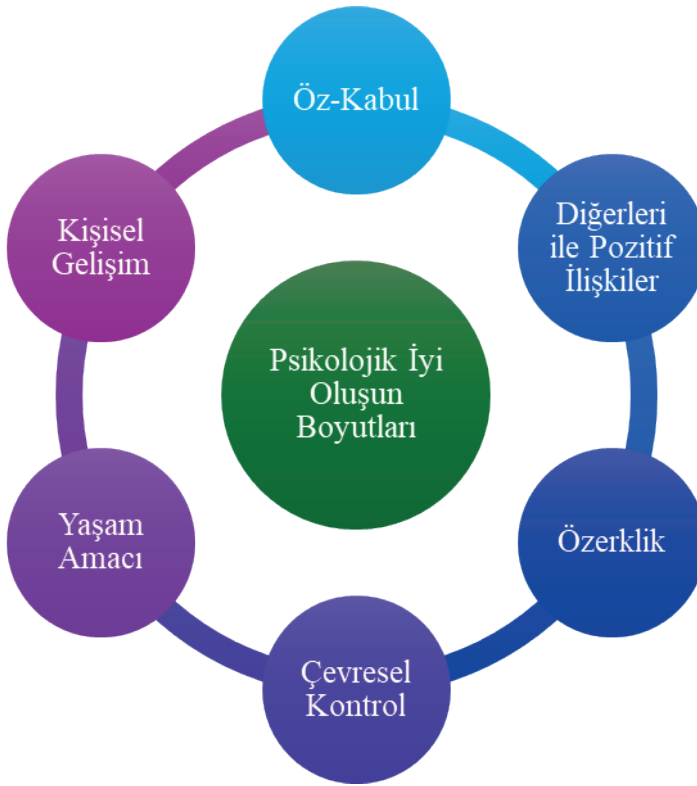 Öz-Kabul
Diğerleri
ile Pozitif
İlişkiler
Özerklik
Çevresel
Kontrol
Yaşam
Amacı
Kişisel
Gelişim
Psikolojik İyi
Oluşun
Boyutları